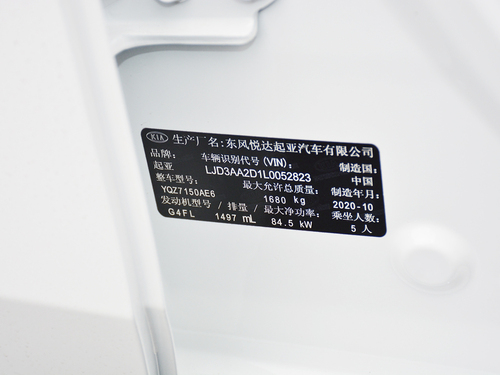 KIA 生产厂名:东风悦达起亚汽车有限公司
品牌: 车辆识别代号(VIN): 制造国:
起亚 LJD3AA2D1L0052823 中国
整车型号: 最大允许总质量: 制造年月:
YQZ7150AE6 1680 kg 2020-10
发动机型号/排量/最大净功率: 乘坐人数:
G4FL 1497 mL 84.5 kW 5 人